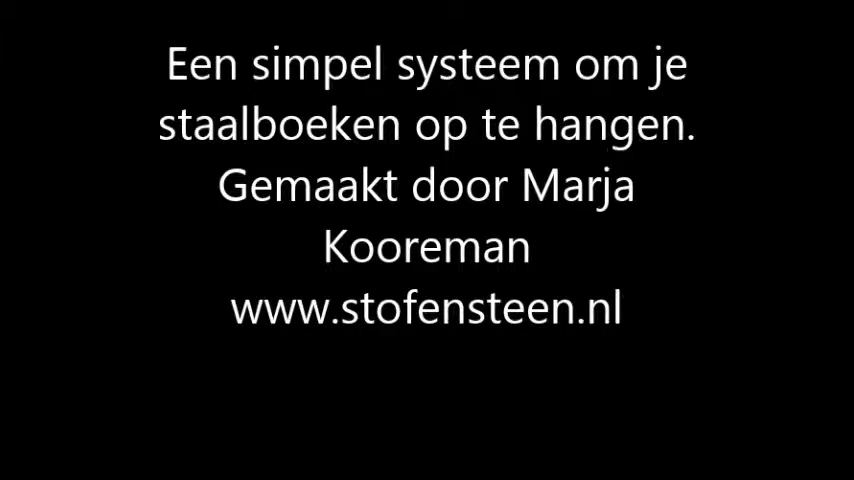 Een simpel systeem om je
staalboeken op te hangen.
Gemaakt door Marja
Kooreman
www.stofensteen.nl